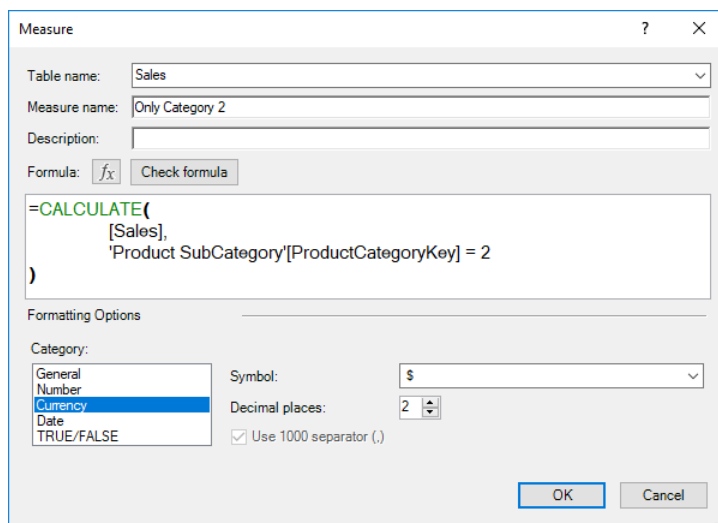 Measure ? ×
Table name: Sales
Measure name: Only Category 2
Description:
Formula: fx Check formula
=CALCULATE(
[Sales],
'Product SubCategory'[ProductCategoryKey] = 2
)
Formatting Options
Category:
General
Number
Currency
Date
TRUE/FALSE
Symbol: $
Decimal places: 2
Use 1000 separator (,)
OK Cancel